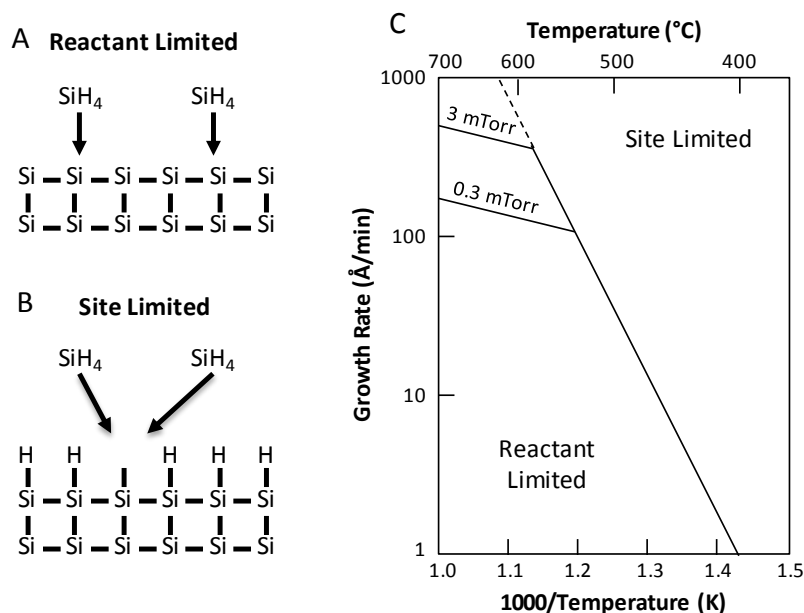 A
Reactant Limited
SiH4 SiH4
Si Si Si Si Si Si
Si Si Si Si Si Si
B
Site Limited
SiH4 SiH4
H H H H H
Si Si Si Si Si Si
Si Si Si Si Si Si
C
Temperature (°C)
700 600 500 400
1000
100
10
1
Growth Rate (Å/min)
3 mTorr
0.3 mTorr
Site Limited
Reactant
Limited
1.0 1.1 1.2 1.3 1.4 1.5
1000/Temperature (K)